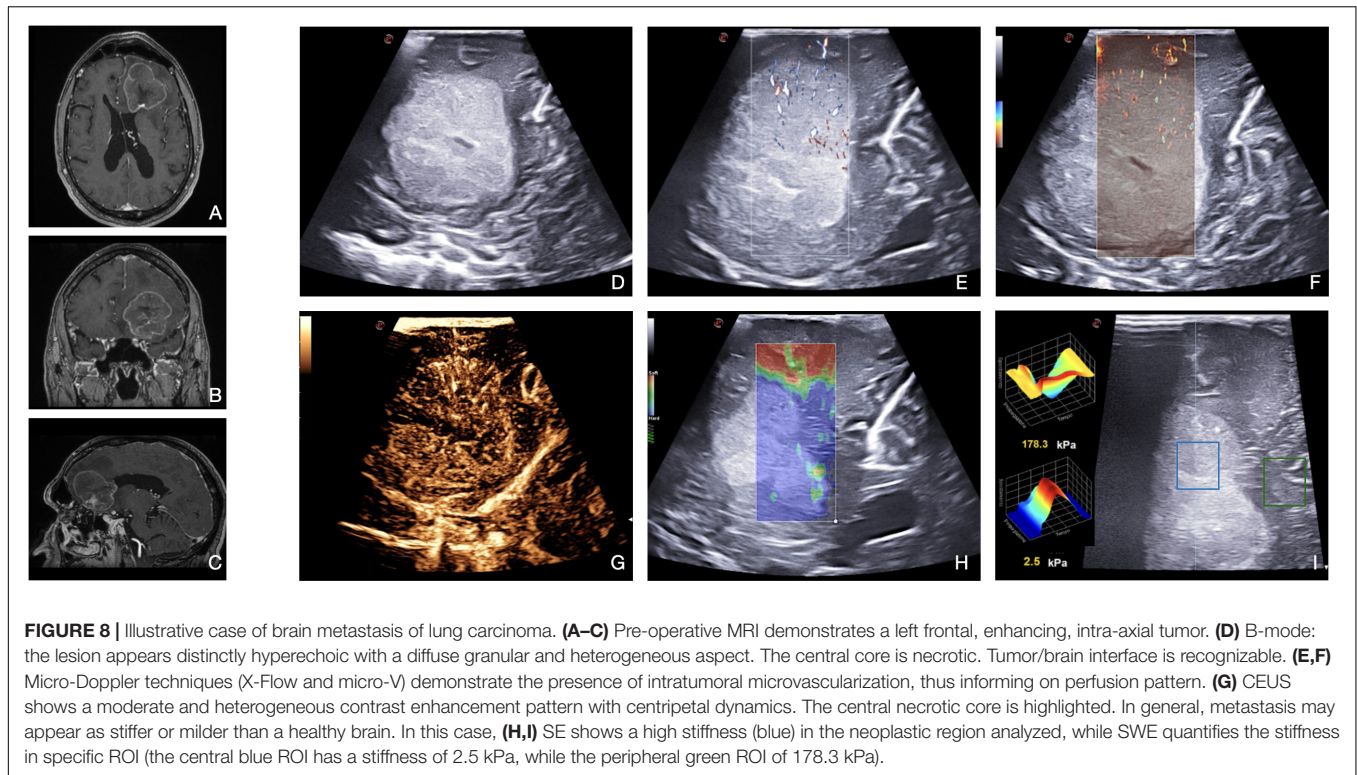 A
B
C
D
E
F
G
Soft
Hard
H
178.3 kPa
2.5 kPa
I
FIGURE 8 | Illustrative case of brain metastasis of lung carcinoma. (A–C) Pre-operative MRI demonstrates a left frontal, enhancing, intra-axial tumor. (D) B-mode:
the lesion appears distinctly hyperechoic with a diffuse granular and heterogeneous aspect. The central core is necrotic. Tumor/brain interface is recognizable. (E,F)
Micro-Doppler techniques (X-Flow and micro-V) demonstrate the presence of intratumoral microvascularization, thus informing on perfusion pattern. (G) CEUS
shows a moderate and heterogeneous contrast enhancement pattern with centripetal dynamics. The central necrotic core is highlighted. In general, metastasis may
appear as stiffer or milder than a healthy brain. In this case, (H,I) SE shows a high stiffness (blue) in the neoplastic region analyzed, while SWE quantifies the stiffness
in specific ROI (the central blue ROI has a stiffness of 2.5 kPa, while the peripheral green ROI of 178.3 kPa).